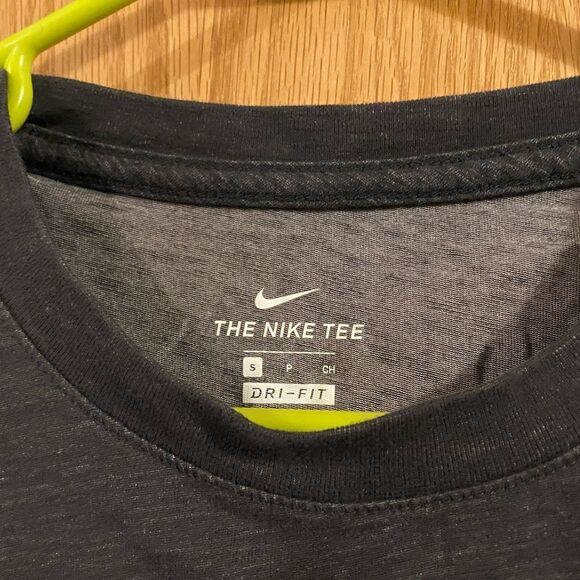 THE NIKE TEE
S P CH
DRI-FIT